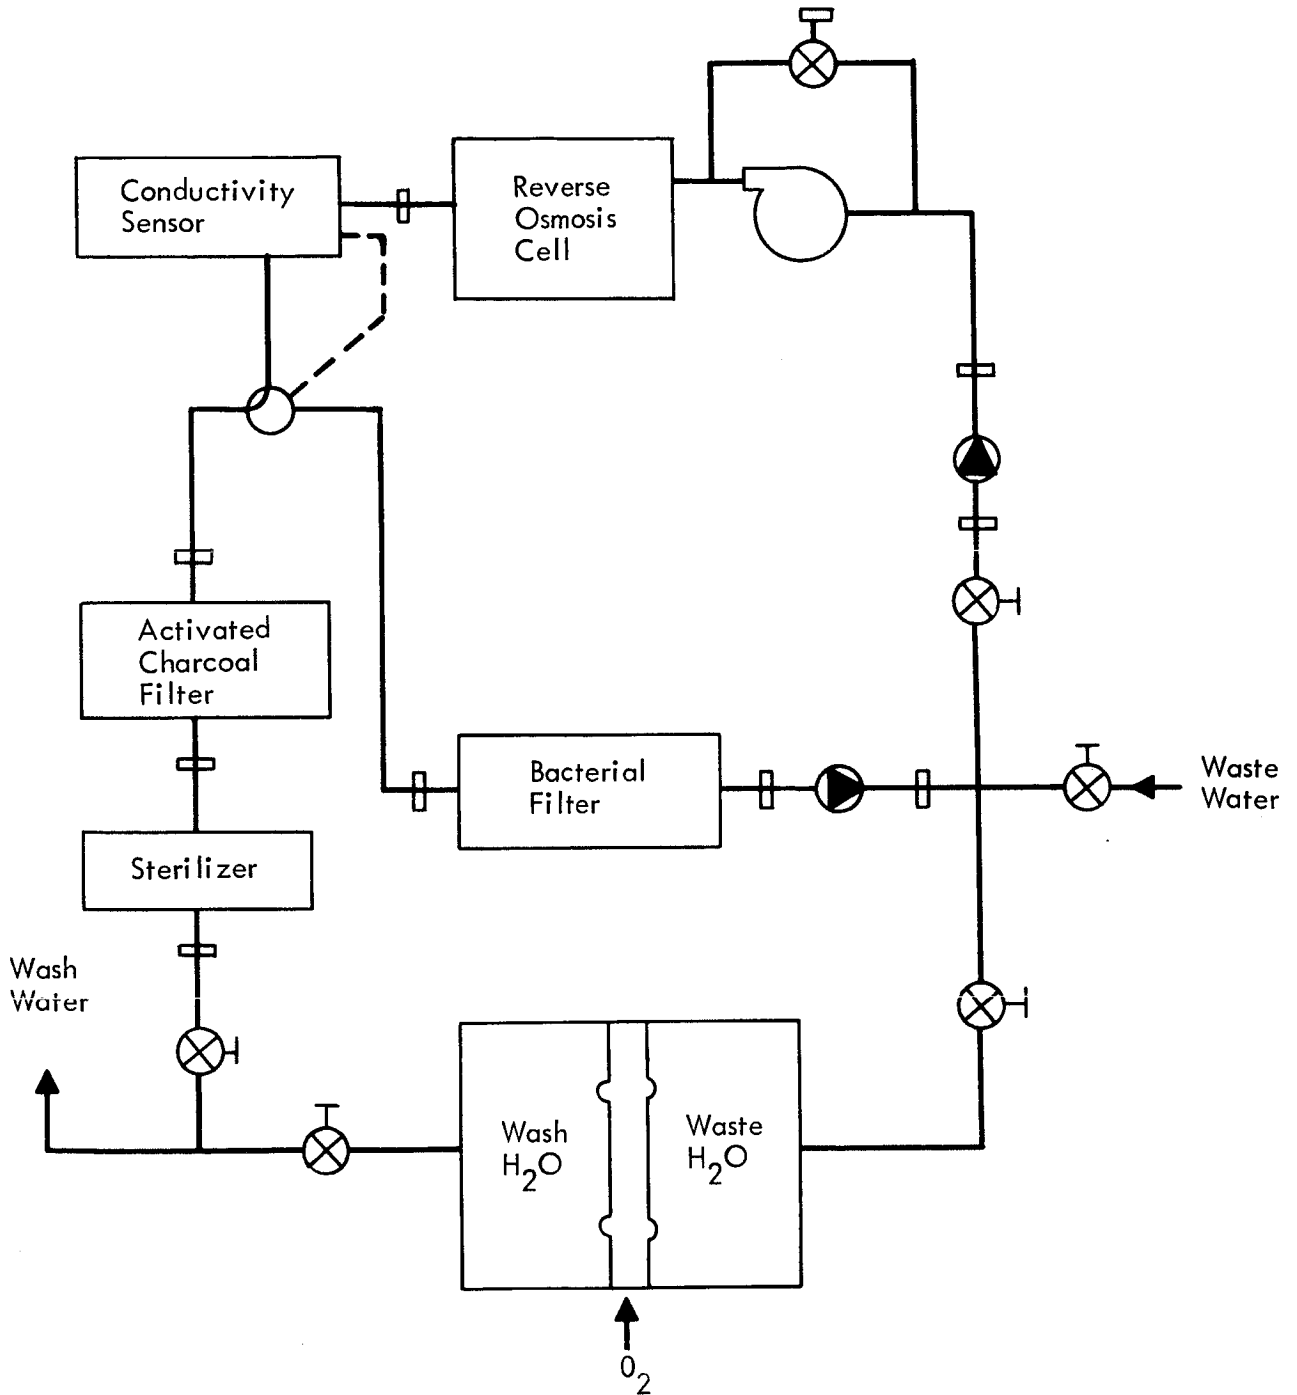 Conductivity
Sensor
Reverse
Osmosis
Cell
Activated
Charcoal
Filter
Bacterial
Filter
Waste
Water
Sterilizer
Wash
Water
Wash
H2O
Waste
H2O
O2